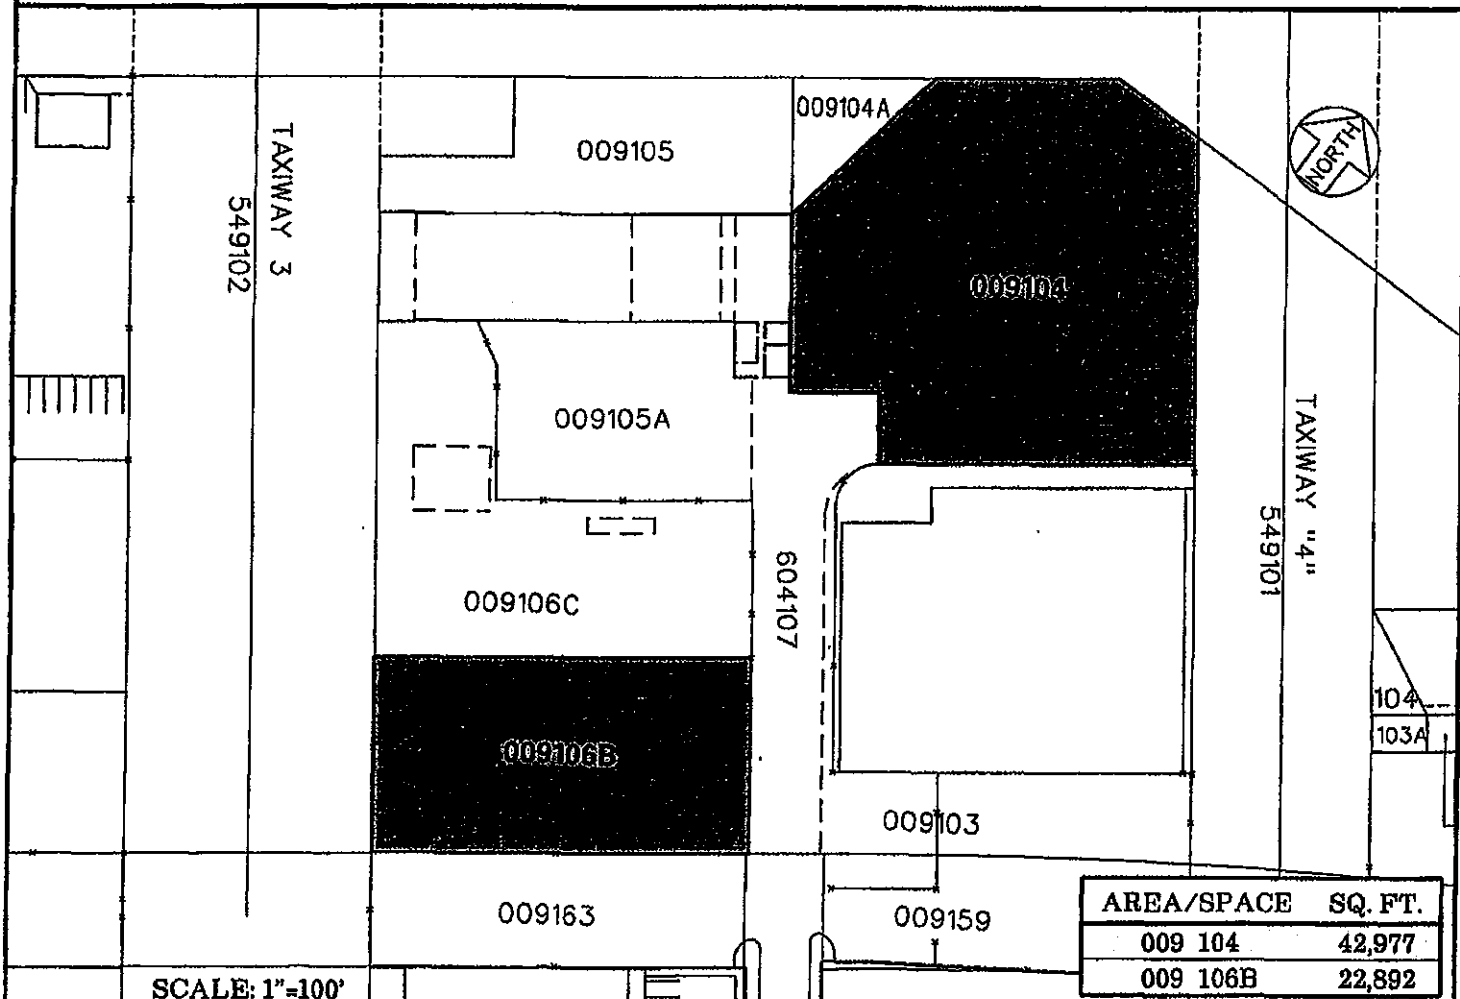 009104A
009105
NORTH
TAXIWAY 3
549102
009104
009105A
TAXIWAY "4"
549101
604107
009106C
104
103A
009106B
009103
009163
009159
AREA/SPACE SQ. FT.
009 104 42,977
009 106B 22,892
SCALE: 1"=100'